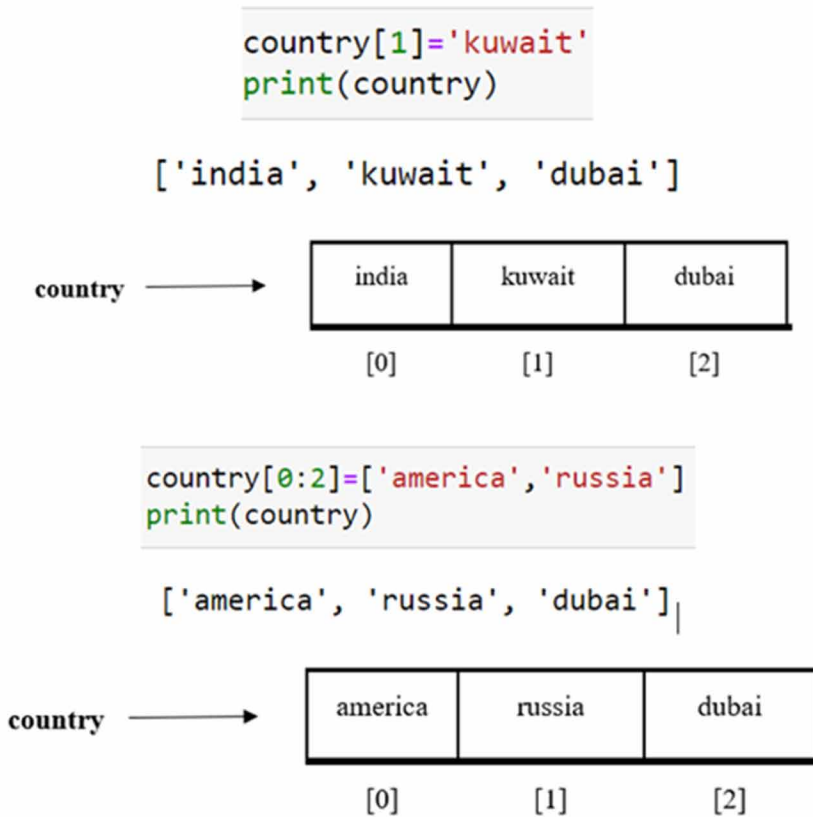 country[1]='kuwait'
print(country)
['india', 'kuwait', 'dubai']
country
india kuwait dubai
[0] [1] [2]
country[0:2]=['america','russia']
print(country)
['america', 'russia', 'dubai']
country
america russia dubai
[0] [1] [2]